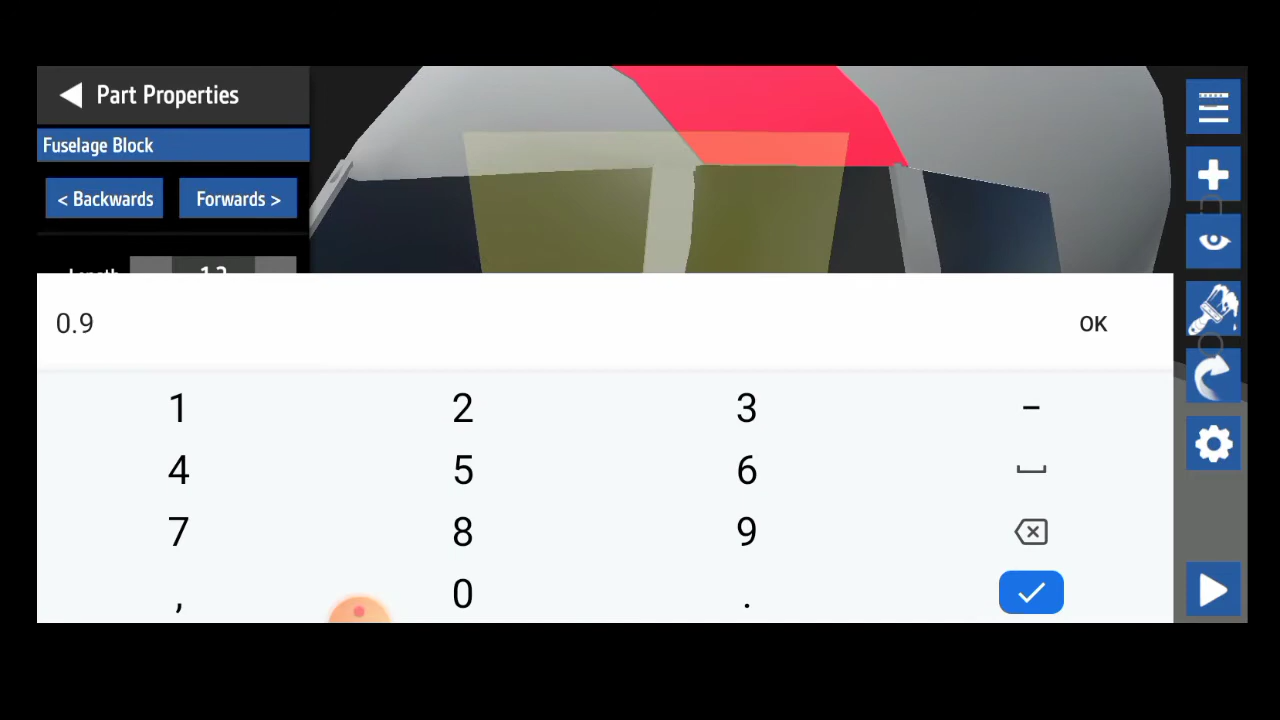 Part Properties
Fuselage Block
< Backwards
Forwards >
Length
0.9
OK
1 2 3 −
4 5 6
7 8 9
, 0 .